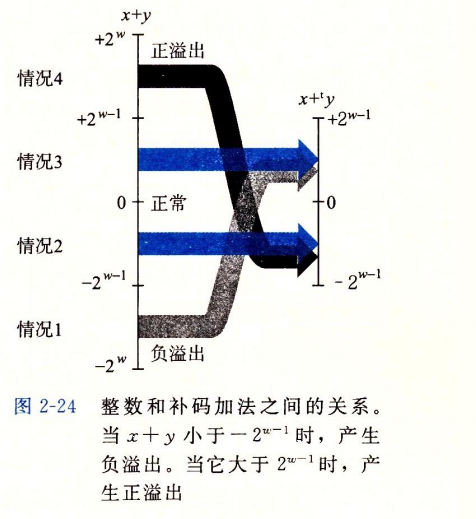 x+y
+2^w
正溢出
情况4
x+^t y
+2^{w-1}
+2^{w-1}
情况3
0
正常
0
情况2
-2^{w-1}
- 2^{w-1}
情况1
负溢出
-2^w
图 2-24 整数和补码加法之间的关系。
当 x+y 小于-2^{w-1} 时，产生
负溢出。当它大于 2^{w-1} 时，产
生正溢出